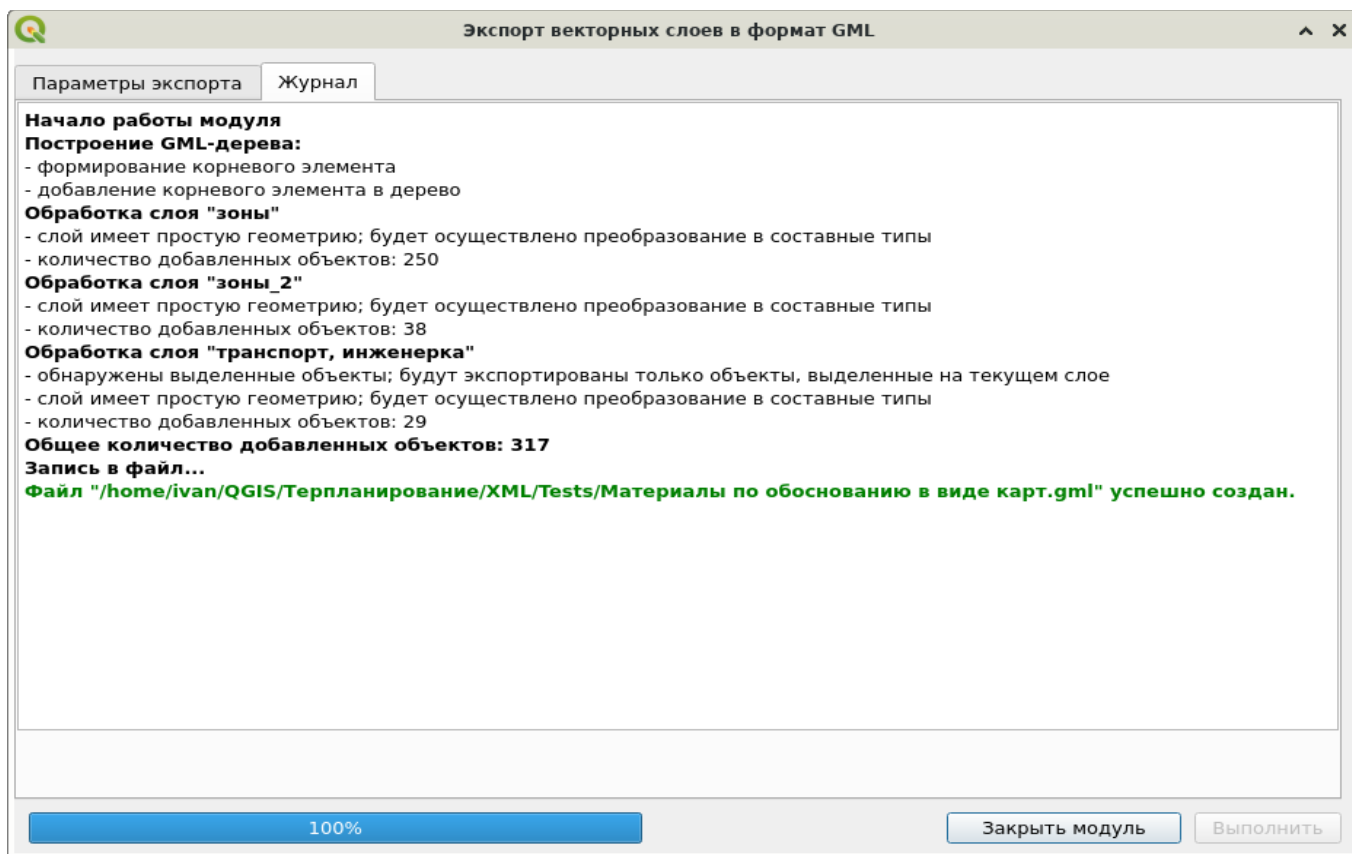 Экспорт векторных слоев в формат GML
Параметры экспорта
Журнал
Начало работы модуля
Построение GML-дерева:
- формирование корневого элемента
- добавление корневого элемента в дерево
Обработка слоя "зоны"
- слой имеет простую геометрию; будет осуществлено преобразование в составные типы
- количество добавленных объектов: 250
Обработка слоя "зоны_2"
- слой имеет простую геометрию; будет осуществлено преобразование в составные типы
- количество добавленных объектов: 38
Обработка слоя "транспорт, инженерка"
- обнаружены выделенные объекты; будут экспортированы только объекты, выделенные на текущем слое
- слой имеет простую геометрию; будет осуществлено преобразование в составные типы
- количество добавленных объектов: 29
Общее количество добавленных объектов: 317
Запись в файл...
Файл "/home/ivan/QGIS/Терпланирование/XML/Tests/Материалы по обоснованию в виде карт.gml" успешно создан.
100%
Закрыть модуль
Выполнить